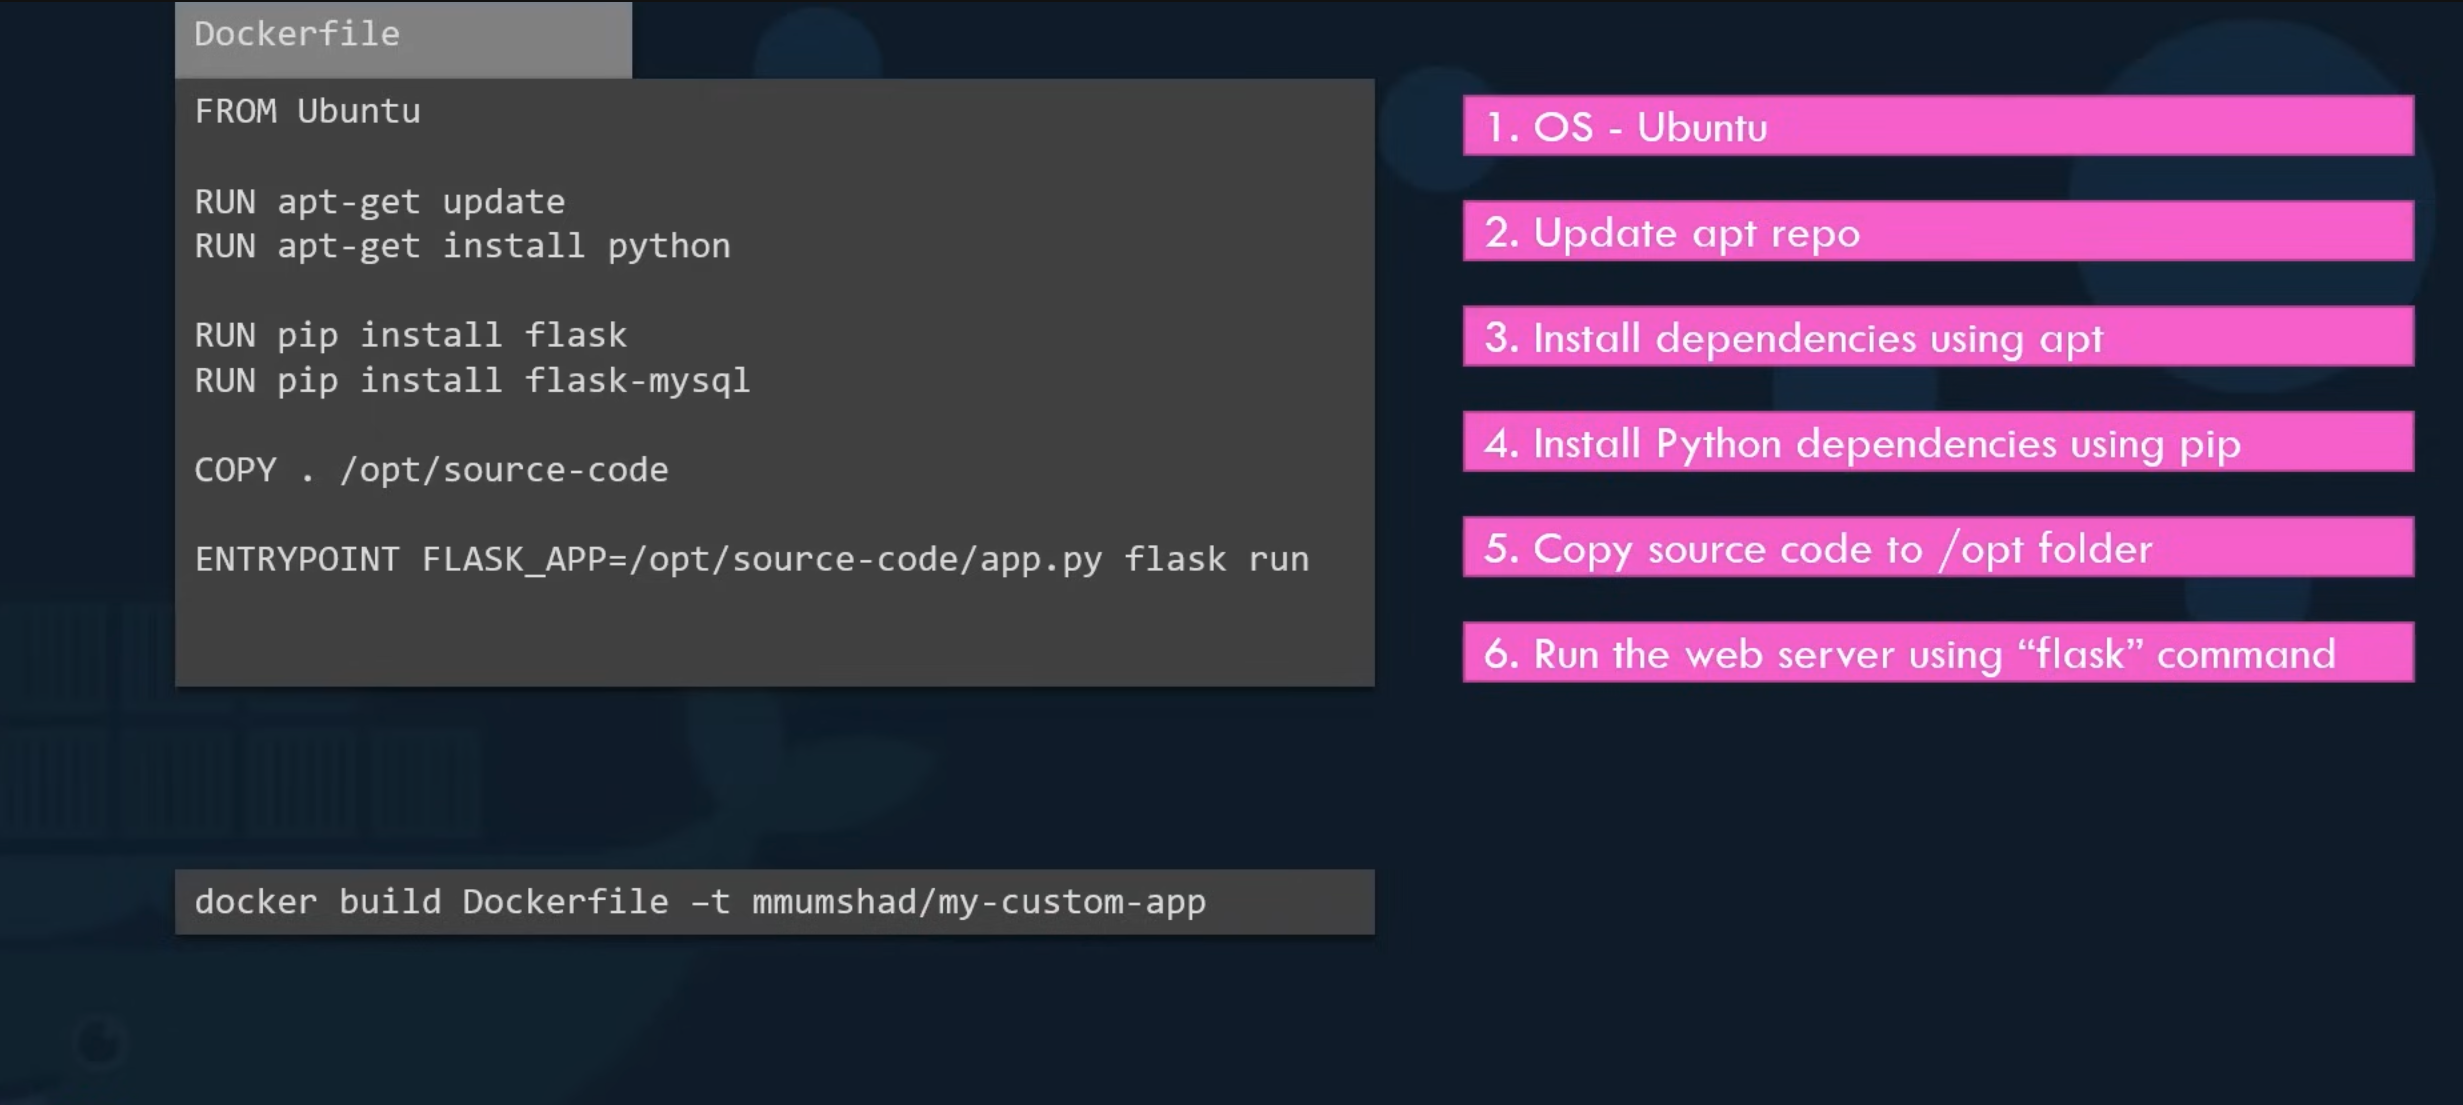 Dockerfile
FROM Ubuntu
RUN apt-get update
RUN apt-get install python
RUN pip install flask
RUN pip install flask-mysql
COPY . /opt/source-code
ENTRYPOINT FLASK_APP=/opt/source-code/app.py flask run
docker build Dockerfile –t mmumshad/my-custom-app
1. OS - Ubuntu
2. Update apt repo
3. Install dependencies using apt
4. Install Python dependencies using pip
5. Copy source code to /opt folder
6. Run the web server using “flask” command